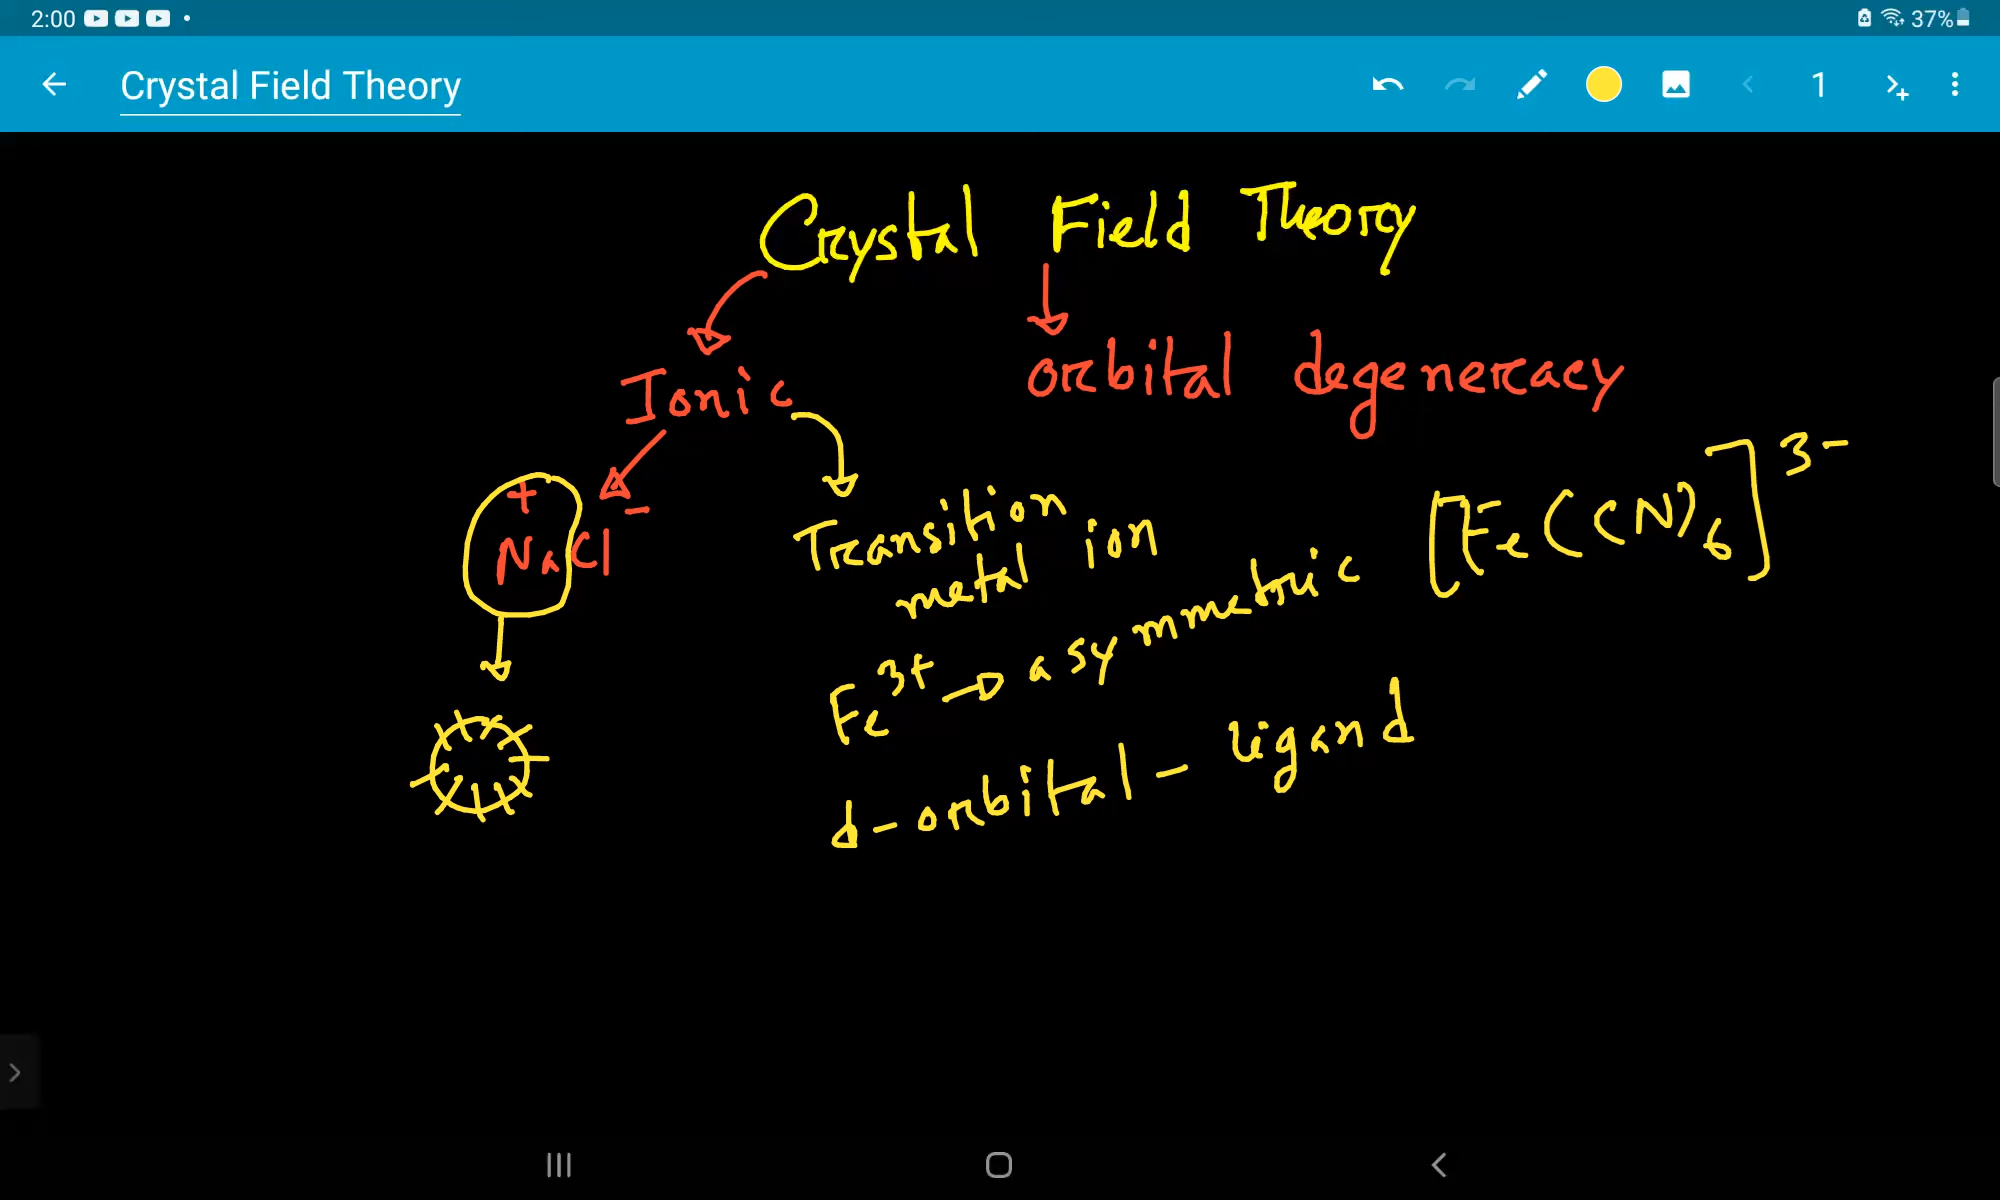 2:00
37%
Crystal Field Theory
1
Crystal Field Theory
Ionic
orbital degeneracy
+ -
NaCl
Transition
metal ion
[Fe(CN)6]3-
Fe3+ → asymmetric
d-orbital - ligand